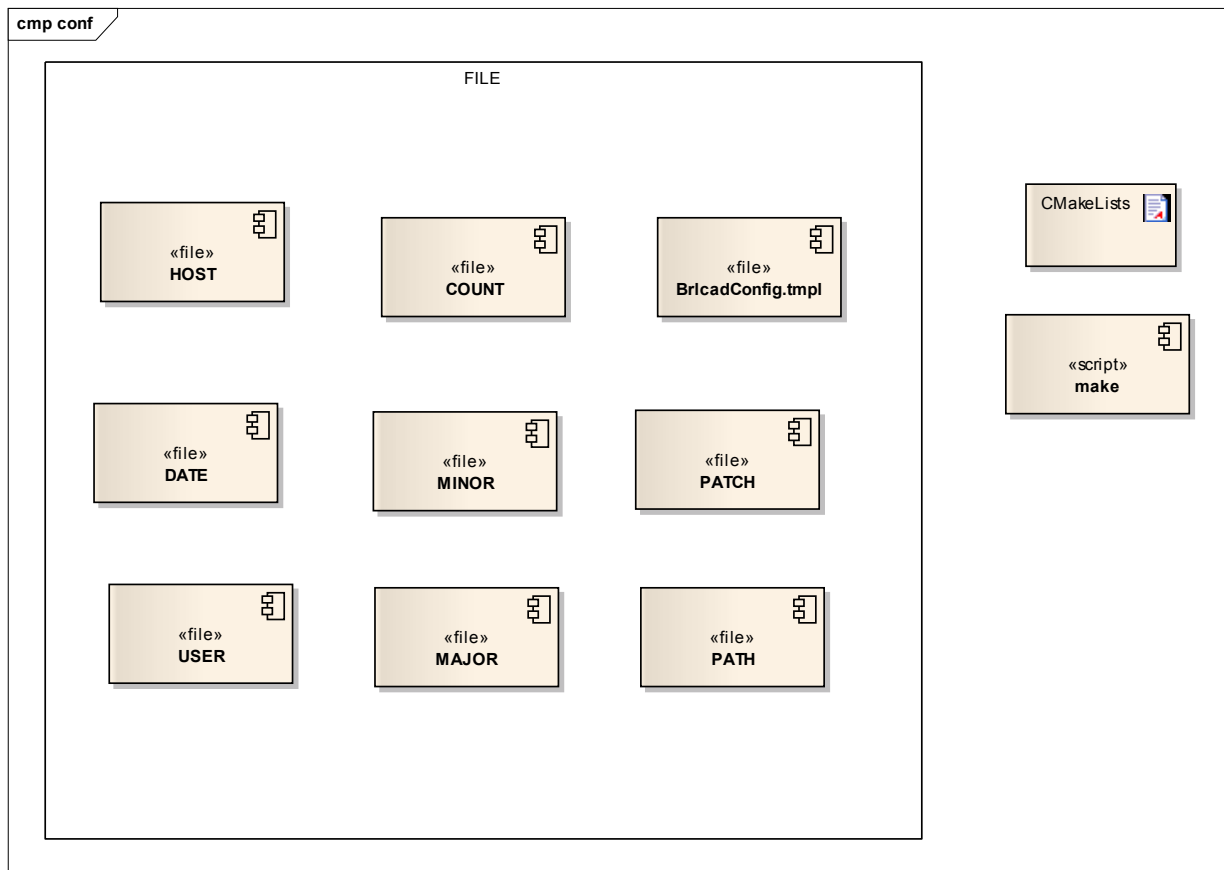 cmp conf
FILE
«file»
HOST
«file»
COUNT
«file»
BrlcadConfig.tmpl
CMakeLists
«script»
make
«file»
DATE
«file»
MINOR
«file»
PATCH
«file»
USER
«file»
MAJOR
«file»
PATH